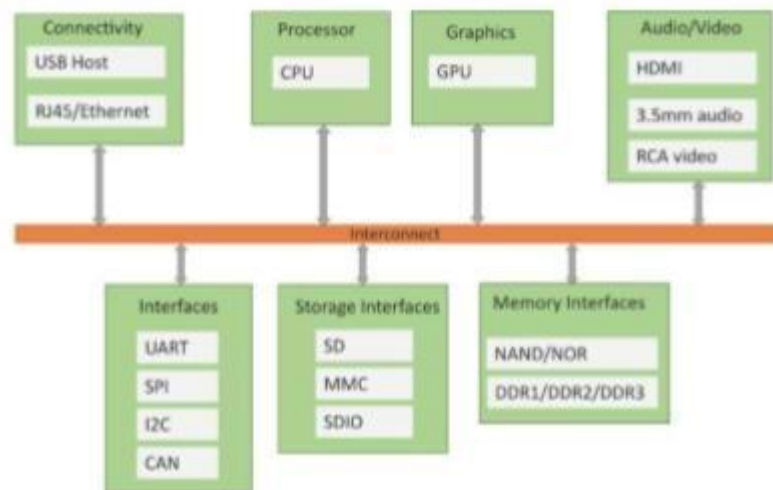 Connectivity
USB Host
RJ45/Ethernet
Processor
CPU
Graphics
GPU
Audio/Video
HDMI
3.5mm audio
RCA video
Interconnect
Interfaces
UART
SPI
I2C
CAN
Storage Interfaces
SD
MMC
SDIO
Memory Interfaces
NAND/NOR
DDR1/DDR2/DDR3